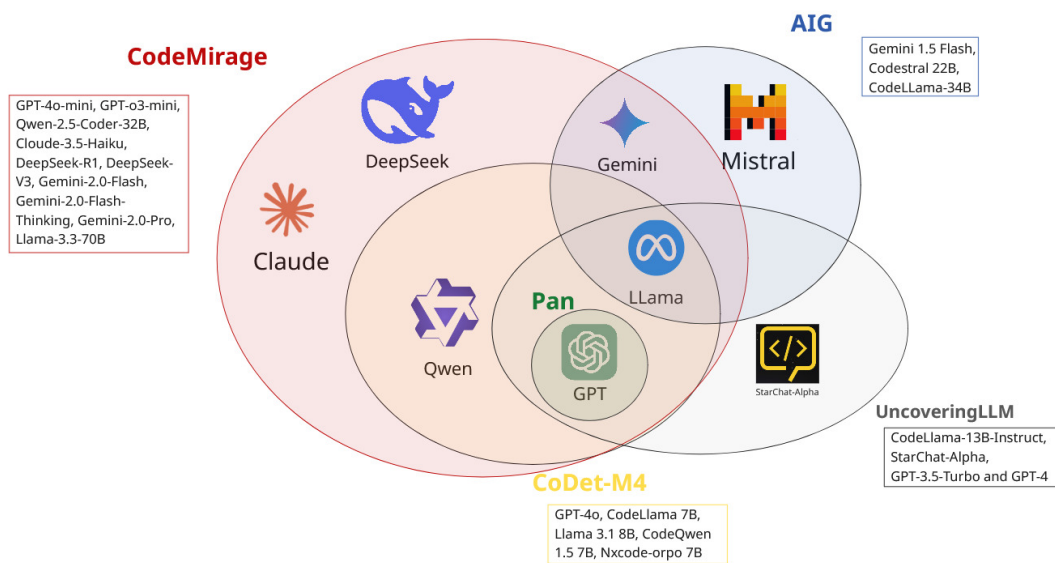 AIG
CodeMirage
Gemini 1.5 Flash,
Codestral 22B,
CodeLLama-34B
GPT-4o-mini, GPT-o3-mini,
Qwen-2.5-Coder-32B,
Cloude-3.5-Haiku,
DeepSeek-R1, DeepSeek-
V3, Gemini-2.0-Flash,
Gemini-2.0-Flash-
Thinking, Gemini-2.0-Pro,
Llama-3.3-70B
DeepSeek
Gemini
Mistral
Claude
LLama
Pan
Qwen
GPT
StarChat-Alpha
UncoveringLLM
CodeLlama-13B-Instruct,
StarChat-Alpha,
GPT-3.5-Turbo and GPT-4
CoDet-M4
GPT-4o, CodeLlama 7B,
Llama 3.1 8B, CodeQwen
1.5 7B, Nxcode-orpo 7B